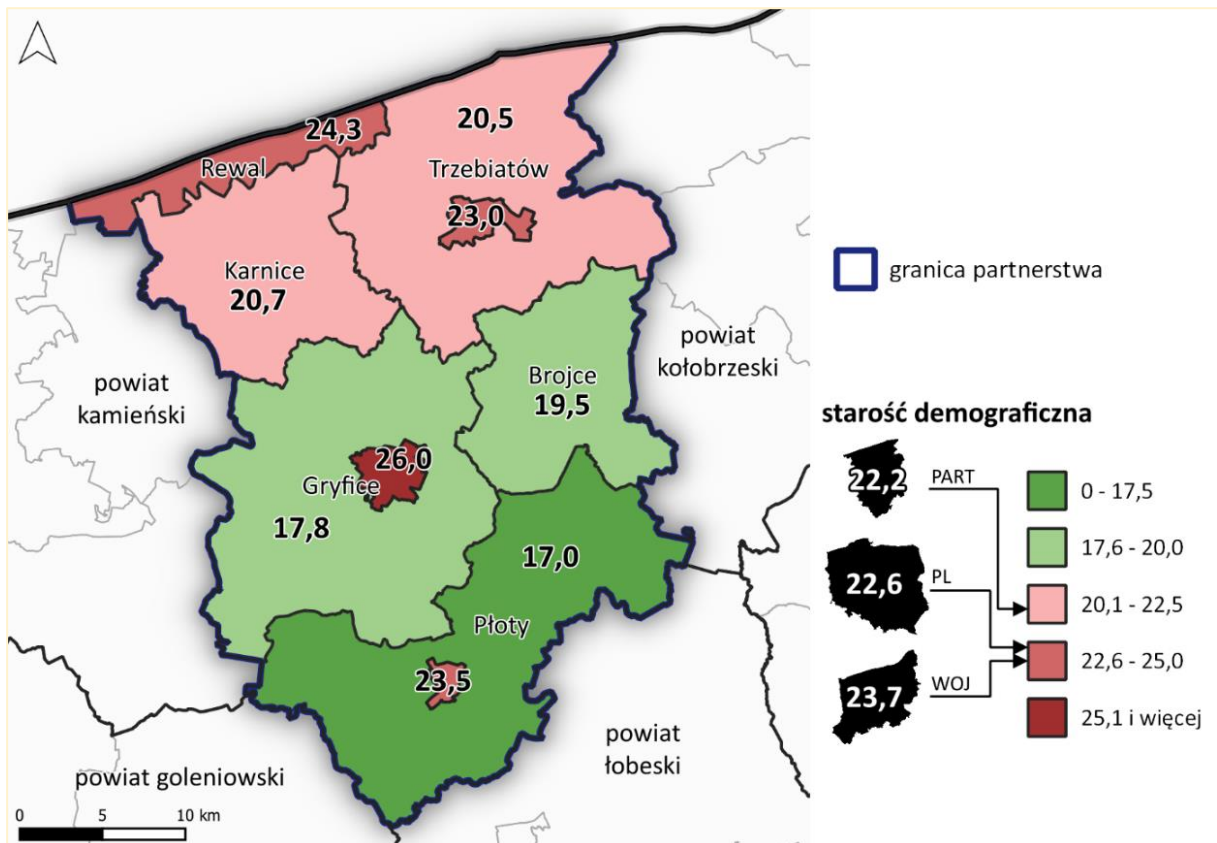 24,3
Rewal
20,5
Trzebiatów
23,0
Karnice
20,7
powiat
kamieński
powiat
kołobrzeski
Brojce
19,5
26,0
Gryfice
17,8
17,0
Płoty
23,5
powiat
łobeski
powiat goleniowski
0 5 10 km
granica partnerstwa
starość demograficzna
22,2
PART
22,6
PL
23,7
WOJ
0 - 17,5
17,6 - 20,0
20,1 - 22,5
22,6 - 25,0
25,1 i więcej